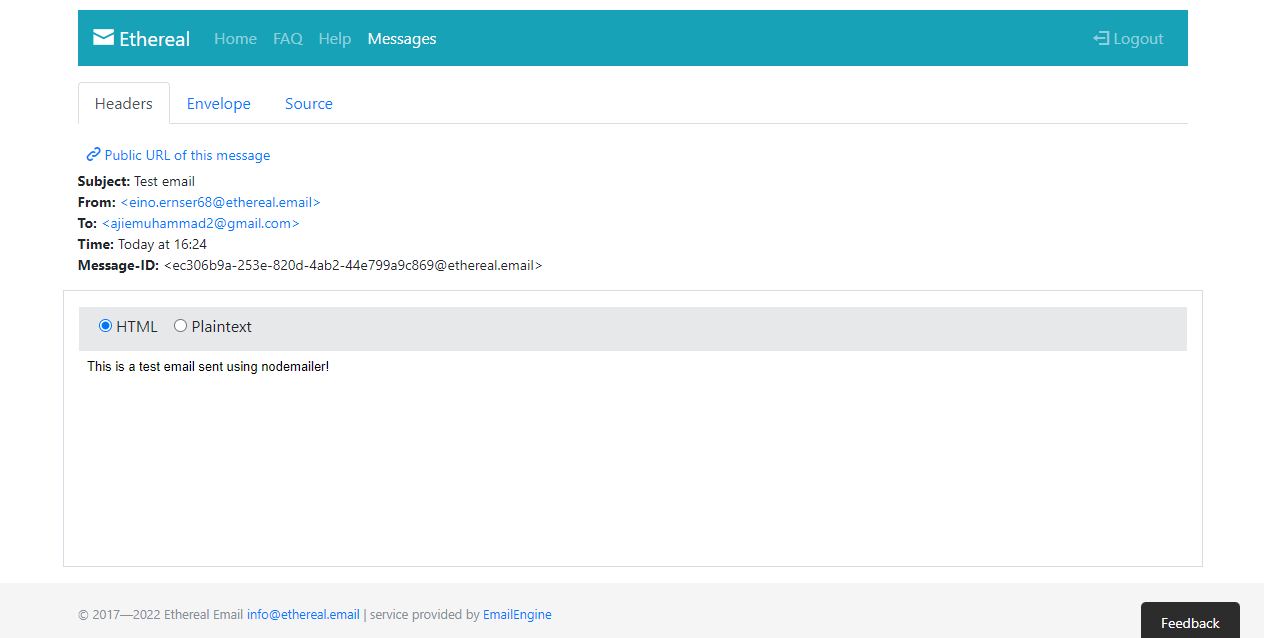 Ethereal Home FAQ Help Messages Logout
Headers Envelope Source
Public URL of this message
Subject: Test email
From: <eino.ernser68@ethereal.email>
To: <ajiemuhammad2@gmail.com>
Time: Today at 16:24
Message-ID: <ec306b9a-253e-820d-4ab2-44e799a9c869@ethereal.email>
HTML Plaintext
This is a test email sent using nodemailer!
© 2017—2022 Ethereal Email info@ethereal.email | service provided by EmailEngine
Feedback